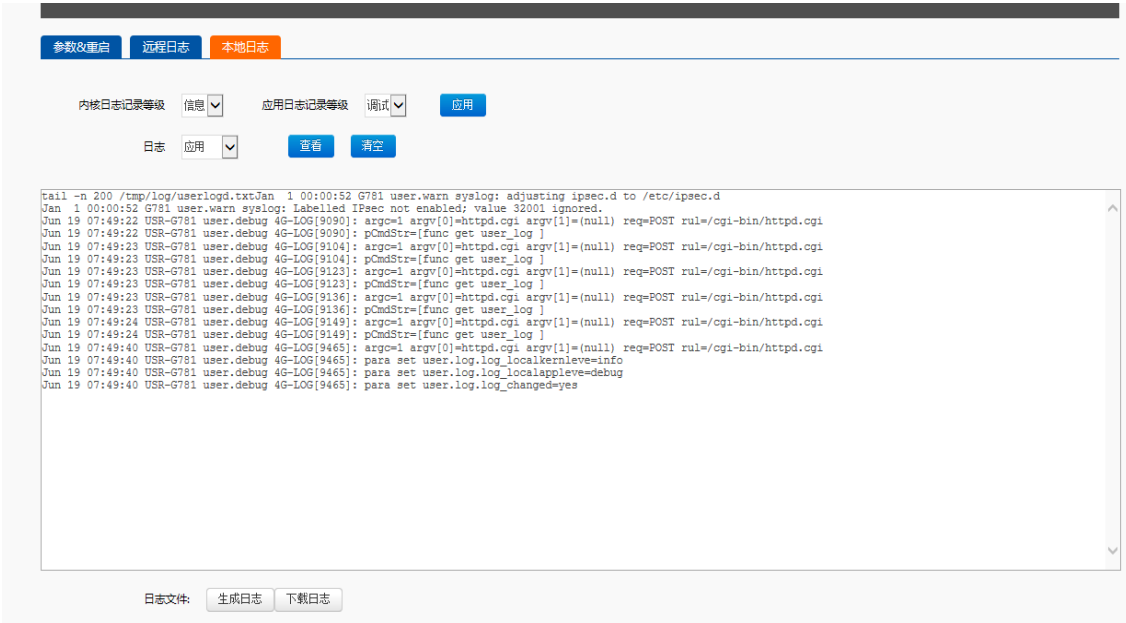 参数&重启 远程日志 本地日志
内核日志记录等级 信息 应用日志记录等级 调试 应用
日志 应用 查看 清空
tail -n 200 /tmp/log/userlogd.txtJan  1 00:00:52 G781 user.warn syslog: adjusting ipsec.d to /etc/ipsec.d
Jan  1 00:00:52 G781 user.warn syslog: Labelled IPsec not enabled; value 32001 ignored.
Jun 19 07:49:22 USR-G781 user.debug 4G-LOG[9090]: argc=1 argv[0]=httpd.cgi argv[1]=(null) req=POST rul=/cgi-bin/httpd.cgi
Jun 19 07:49:22 USR-G781 user.debug 4G-LOG[9090]: pCmdStr=[func get user_log ]
Jun 19 07:49:23 USR-G781 user.debug 4G-LOG[9104]: argc=1 argv[0]=httpd.cgi argv[1]=(null) req=POST rul=/cgi-bin/httpd.cgi
Jun 19 07:49:23 USR-G781 user.debug 4G-LOG[9104]: pCmdStr=[func get user_log ]
Jun 19 07:49:23 USR-G781 user.debug 4G-LOG[9123]: argc=1 argv[0]=httpd.cgi argv[1]=(null) req=POST rul=/cgi-bin/httpd.cgi
Jun 19 07:49:23 USR-G781 user.debug 4G-LOG[9123]: pCmdStr=[func get user_log ]
Jun 19 07:49:23 USR-G781 user.debug 4G-LOG[9136]: argc=1 argv[0]=httpd.cgi argv[1]=(null) req=POST rul=/cgi-bin/httpd.cgi
Jun 19 07:49:23 USR-G781 user.debug 4G-LOG[9136]: pCmdStr=[func get user_log ]
Jun 19 07:49:24 USR-G781 user.debug 4G-LOG[9149]: argc=1 argv[0]=httpd.cgi argv[1]=(null) req=POST rul=/cgi-bin/httpd.cgi
Jun 19 07:49:24 USR-G781 user.debug 4G-LOG[9149]: pCmdStr=[func get user_log ]
Jun 19 07:49:40 USR-G781 user.debug 4G-LOG[9465]: argc=1 argv[0]=httpd.cgi argv[1]=(null) req=POST rul=/cgi-bin/httpd.cgi
Jun 19 07:49:40 USR-G781 user.debug 4G-LOG[9465]: para set user.log.log_localkernleve=info
Jun 19 07:49:40 USR-G781 user.debug 4G-LOG[9465]: para set user.log.log_localappleve=debug
Jun 19 07:49:40 USR-G781 user.debug 4G-LOG[9465]: para set user.log.log_changed=yes
日志文件: 生成日志 下载日志